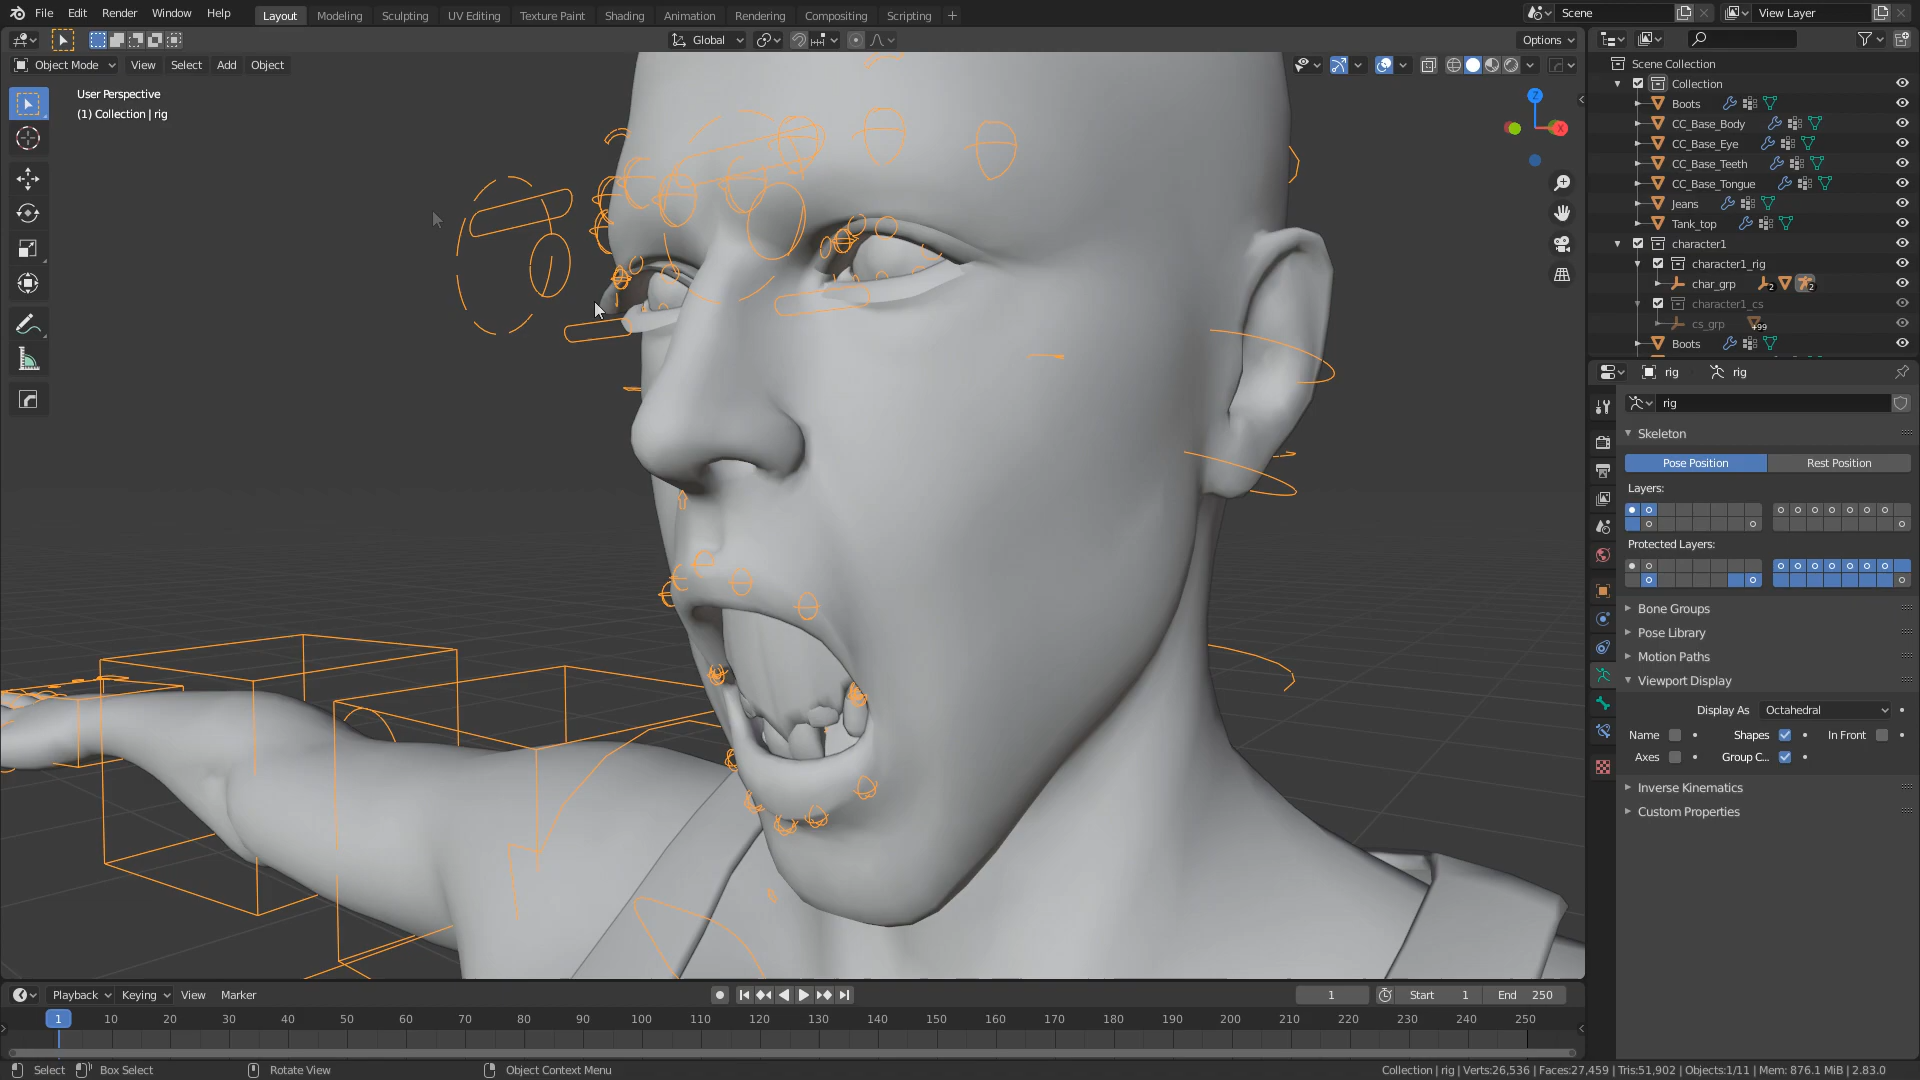 File Edit Render Window Help Layout Modeling Sculpting UV Editing Texture Paint Shading Animation Rendering Compositing Scripting Scene View Layer
Global Options
Object Mode View Select Add Object
User Perspective
(1) Collection | rig
Z
X
Scene Collection
Collection
Boots
CC_Base_Body
CC_Base_Eye
CC_Base_Teeth
CC_Base_Tongue
Jeans
Tank_top
character1
character1_rig
char_grp 2 2
character1_cs
cs_grp +99
Boots
rig rig
rig
Skeleton
Pose Position Rest Position
Layers:
Protected Layers:
Bone Groups
Pose Library
Motion Paths
Viewport Display
Display As Octahedral
Name Shapes In Front
Axes Group C...
Inverse Kinematics
Custom Properties
Playback Keying View Marker 1 Start 1 End 250
1 10 20 30 40 50 60 70 80 90 100 110 120 130 140 150 160 170 180 190 200 210 220 230 240 250
Select Box Select Rotate View Object Context Menu Collection | rig | Verts:26,536 | Faces:27,459 | Tris:51,902 | Objects:1/11 | Mem: 876.1 MiB | 2.83.0